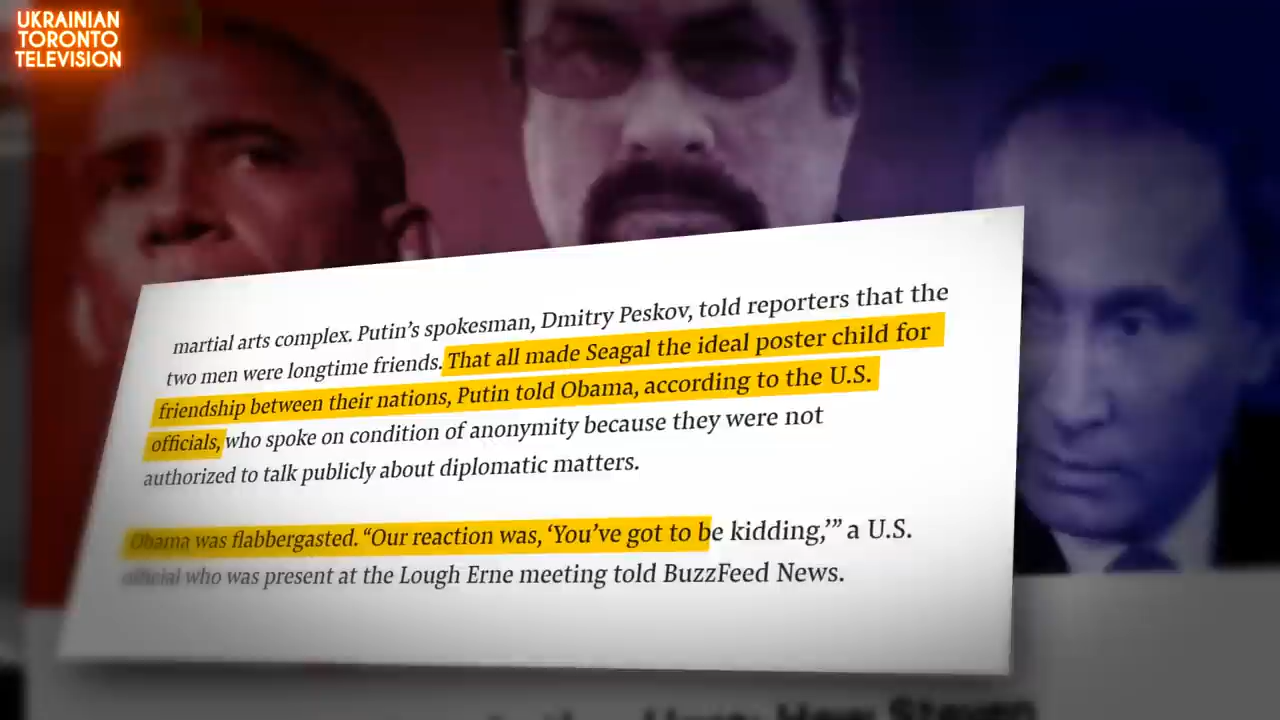 UKRAINIAN
TORONTO
TELEVISION
martial arts complex. Putin's spokesman, Dmitry Peskov, told reporters that the
two men were longtime friends. That all made Seagal the ideal poster child for
friendship between their nations, Putin told Obama, according to the U.S.
officials, who spoke on condition of anonymity because they were not
authorized to talk publicly about diplomatic matters.
Obama was flabbergasted. “Our reaction was, ‘You’ve got to be kidding,’” a U.S.
official who was present at the Lough Erne meeting told BuzzFeed News.
How Steven